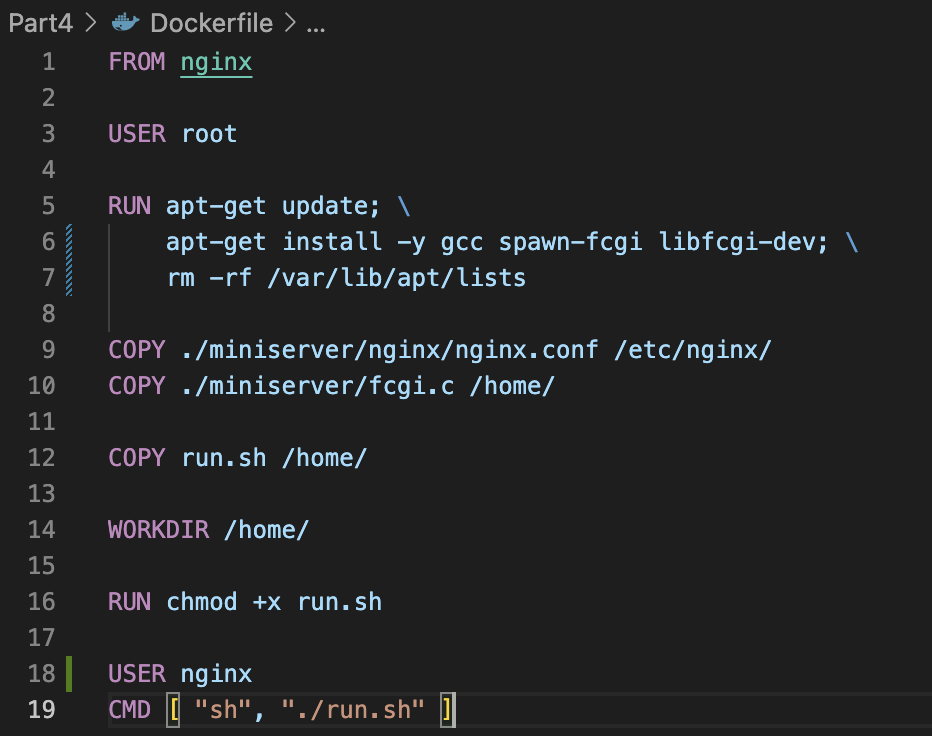 Part4 > Dockerfile > ...
1 FROM nginx
2
3 USER root
4
5 RUN apt-get update; \
6 apt-get install -y gcc spawn-fcgi libfcgi-dev; \
7 rm -rf /var/lib/apt/lists
8
9 COPY ./miniserver/nginx/nginx.conf /etc/nginx/
10 COPY ./miniserver/fcgi.c /home/
11
12 COPY run.sh /home/
13
14 WORKDIR /home/
15
16 RUN chmod +x run.sh
17
18 USER nginx
19 CMD [ "sh", "./run.sh" ]